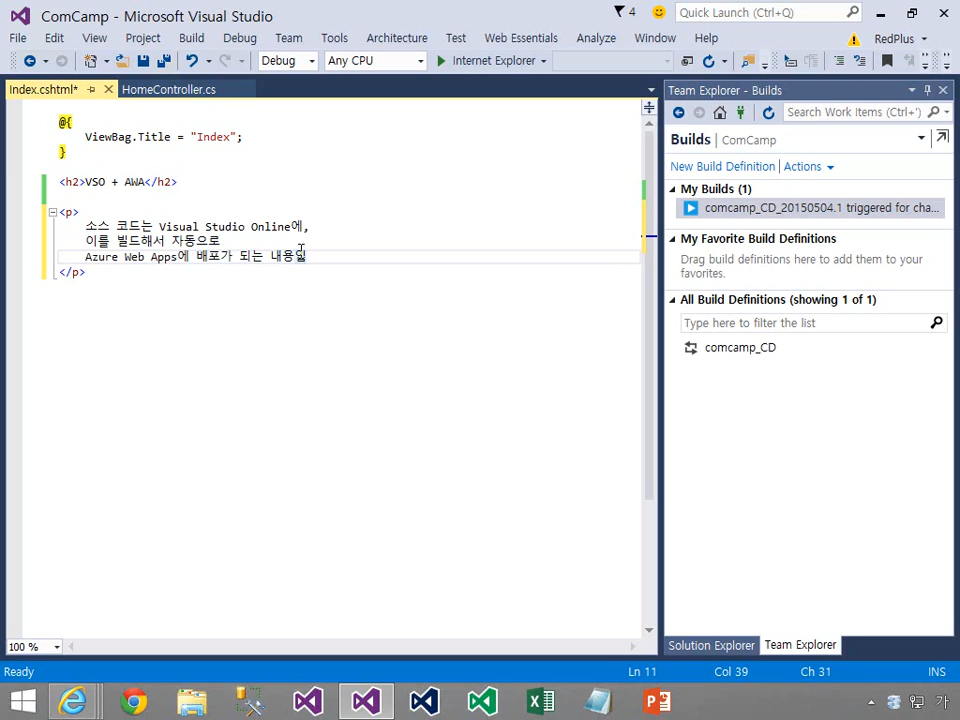 ComCamp - Microsoft Visual Studio
4
Quick Launch (Ctrl+Q)
File Edit View Project Build Debug Team Tools Architecture Test Web Essentials Analyze Window Help
RedPlus
Debug Any CPU Internet Explorer
Index.cshtml* HomeController.cs
@{
ViewBag.Title = "Index";
}
<h2>VSO + AWA</h2>
<p>
소스 코드는 Visual Studio Online에,
이를 빌드해서 자동으로
Azure Web Apps에 배포가 되는 내용잎
</p>
100 %
Team Explorer - Builds
Search Work Items (Ctrl+')
Builds | ComCamp
New Build Definition | Actions
My Builds (1)
comcamp_CD_20150504.1 triggered for cha...
My Favorite Build Definitions
Drag build definitions here to add to your
favorites.
All Build Definitions (showing 1 of 1)
Type here to filter the list
comcamp_CD
Solution Explorer Team Explorer
Ready Ln 11 Col 39 Ch 31 INS
가